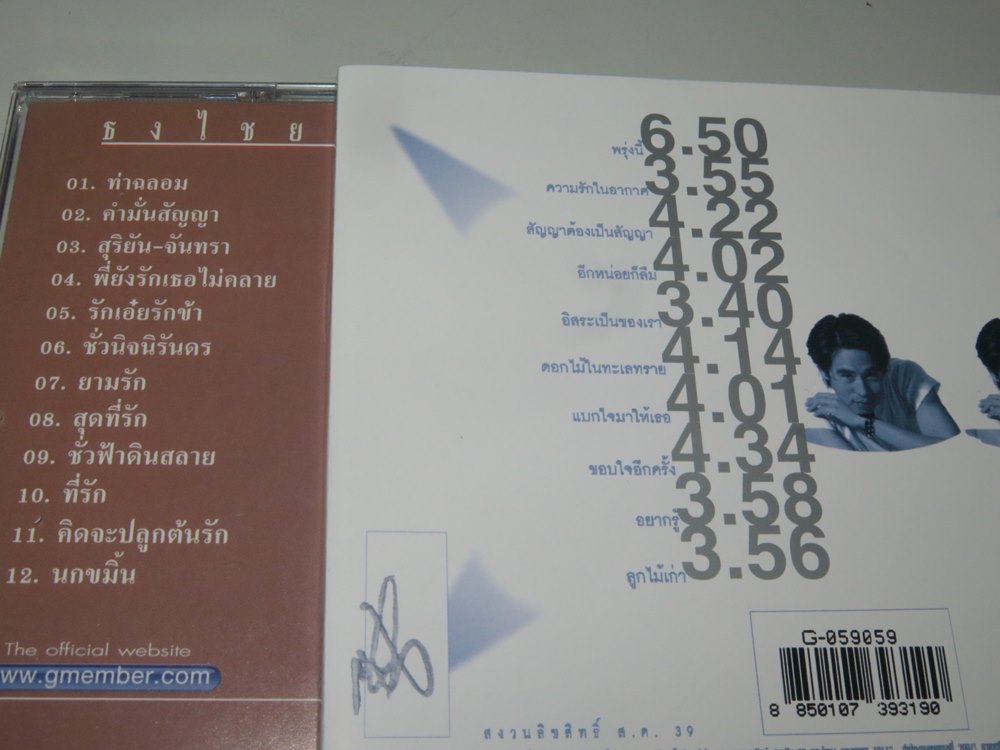 ธงไชย
01. ท่าฉลอม
02. คำมั่นสัญญา
03. สุริยัน-จันทรา
04. พี่ยังรักเธอไม่คลาย
05. รักเอ๋ยรักข้า
06. ชั่วนิจนิรันดร
07. ยามรัก
08. สุดที่รัก
09. ชั่วฟ้าดินสลาย
10. ที่รัก
11. คิดจะปลูกต้นรัก
12. นกขมิ้น
The official website
ww.gmember.com
พรุ่งนี้ 6.50
ความรักในอากาศ 3.55
สัญญาต้องเป็นสัญญา 4.22
อีกหน่อยก็ลืม 4.02
อิสระเป็นของเรา 3.40
ดอกไม้ในทะเลทราย 4.14
แบกใจมาให้เธอ 4.01
ขอบใจอีกครั้ง 4.34
อยากรู้ 3.58
ลูกไม้เก่า 3.56
G-059059
8 850107 393190
สงวนลิขสิทธิ์ ส.ค. 39